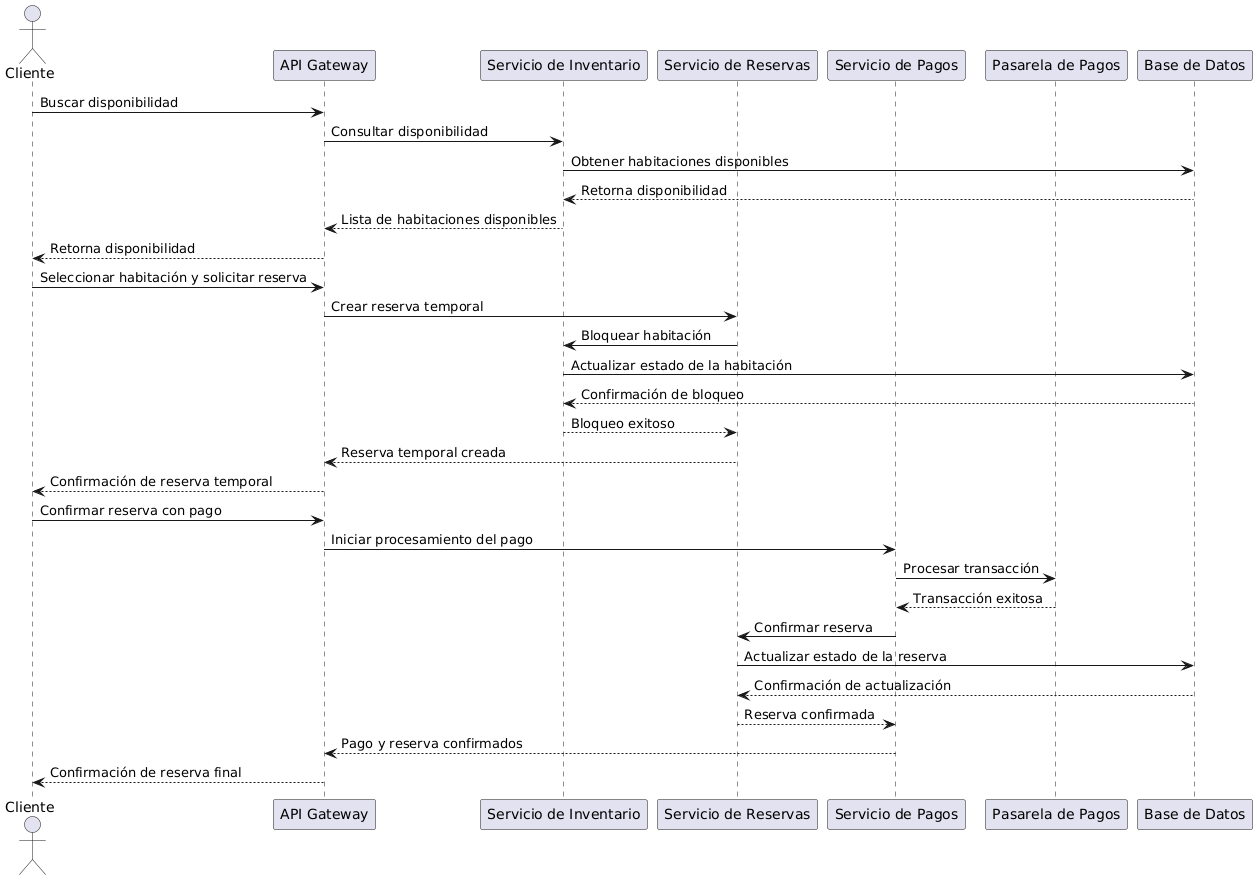 Cliente
API Gateway
Servicio de Inventario
Servicio de Reservas
Servicio de Pagos
Pasarela de Pagos
Base de Datos
Buscar disponibilidad
Consultar disponibilidad
Obtener habitaciones disponibles
Retorna disponibilidad
Lista de habitaciones disponibles
Retorna disponibilidad
Seleccionar habitación y solicitar reserva
Crear reserva temporal
Bloquear habitación
Actualizar estado de la habitación
Confirmación de bloqueo
Bloqueo exitoso
Reserva temporal creada
Confirmación de reserva temporal
Confirmar reserva con pago
Iniciar procesamiento del pago
Procesar transacción
Transacción exitosa
Confirmar reserva
Actualizar estado de la reserva
Confirmación de actualización
Reserva confirmada
Pago y reserva confirmados
Confirmación de reserva final
Cliente
API Gateway
Servicio de Inventario
Servicio de Reservas
Servicio de Pagos
Pasarela de Pagos
Base de Datos